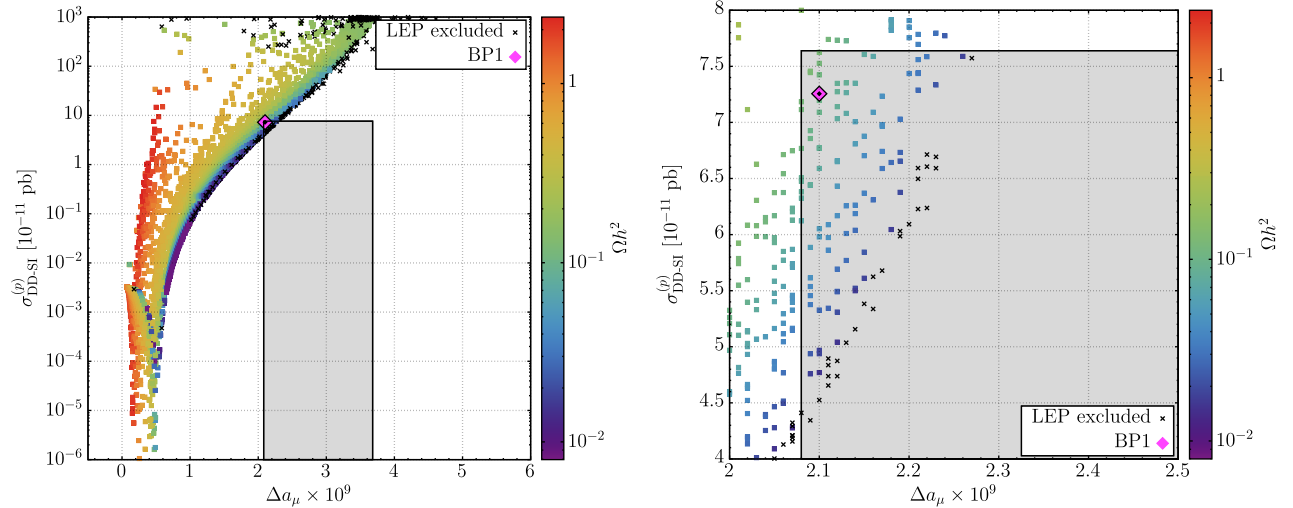 LEP excluded
BP1
10³
10²
10
1
10⁻¹
10⁻²
10⁻³
10⁻⁴
10⁻⁵
10⁻⁶
σ_DD-SI^(p) [10⁻¹¹ pb]
0 1 2 3 4 5 6
Δa_μ × 10⁹
1
10⁻¹
10⁻²
Ωh²
8
7.5
7
6.5
6
5.5
5
4.5
4
σ_DD-SI^(p) [10⁻¹¹ pb]
LEP excluded
BP1
2 2.1 2.2 2.3 2.4 2.5
Δa_μ × 10⁹
1
10⁻¹
10⁻²
Ωh²